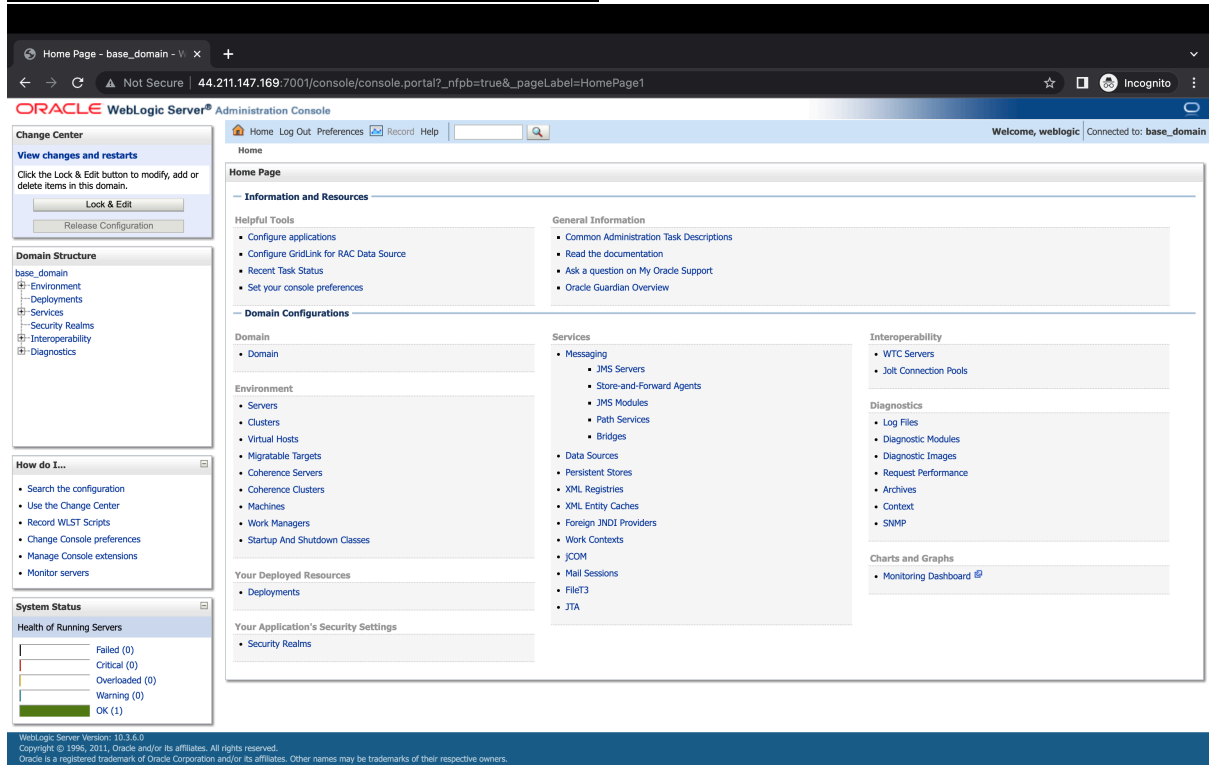 Home Page - base_domain - W
Not Secure | 44.211.147.169:7001/console/console.portal?_nfpb=true&_pageLabel=HomePage1
Incognito
ORACLE WebLogic Server® Administration Console
Change Center
View changes and restarts
Click the Lock & Edit button to modify, add or
delete items in this domain.
Lock & Edit
Release Configuration
Domain Structure
base_domain
Environment
Deployments
Services
Security Realms
Interoperability
Diagnostics
How do I...
Search the configuration
Use the Change Center
Record WLST Scripts
Change Console preferences
Manage Console extensions
Monitor servers
System Status
Health of Running Servers
Failed (0)
Critical (0)
Overloaded (0)
Warning (0)
OK (1)
Home Log Out Preferences Record Help
Welcome, weblogic Connected to: base_domain
Home
Home Page
Information and Resources
Helpful Tools
Configure applications
Configure GridLink for RAC Data Source
Recent Task Status
Set your console preferences
General Information
Common Administration Task Descriptions
Read the documentation
Ask a question on My Oracle Support
Oracle Guardian Overview
Domain Configurations
Domain
Domain
Environment
Servers
Clusters
Virtual Hosts
Migratable Targets
Coherence Servers
Coherence Clusters
Machines
Work Managers
Startup And Shutdown Classes
Your Deployed Resources
Deployments
Your Application's Security Settings
Security Realms
Services
Messaging
JMS Servers
Store-and-Forward Agents
JMS Modules
Path Services
Bridges
Data Sources
Persistent Stores
XML Registries
XML Entity Caches
Foreign JNDI Providers
Work Contexts
jCOM
Mail Sessions
FileT3
JTA
Interoperability
WTC Servers
Jolt Connection Pools
Diagnostics
Log Files
Diagnostic Modules
Diagnostic Images
Request Performance
Archives
Context
SNMP
Charts and Graphs
Monitoring Dashboard
WebLogic Server Version: 10.3.6.0
Copyright © 1996, 2011, Oracle and/or its affiliates. All rights reserved.
Oracle is a registered trademark of Oracle Corporation and/or its affiliates. Other names may be trademarks of their respective owners.